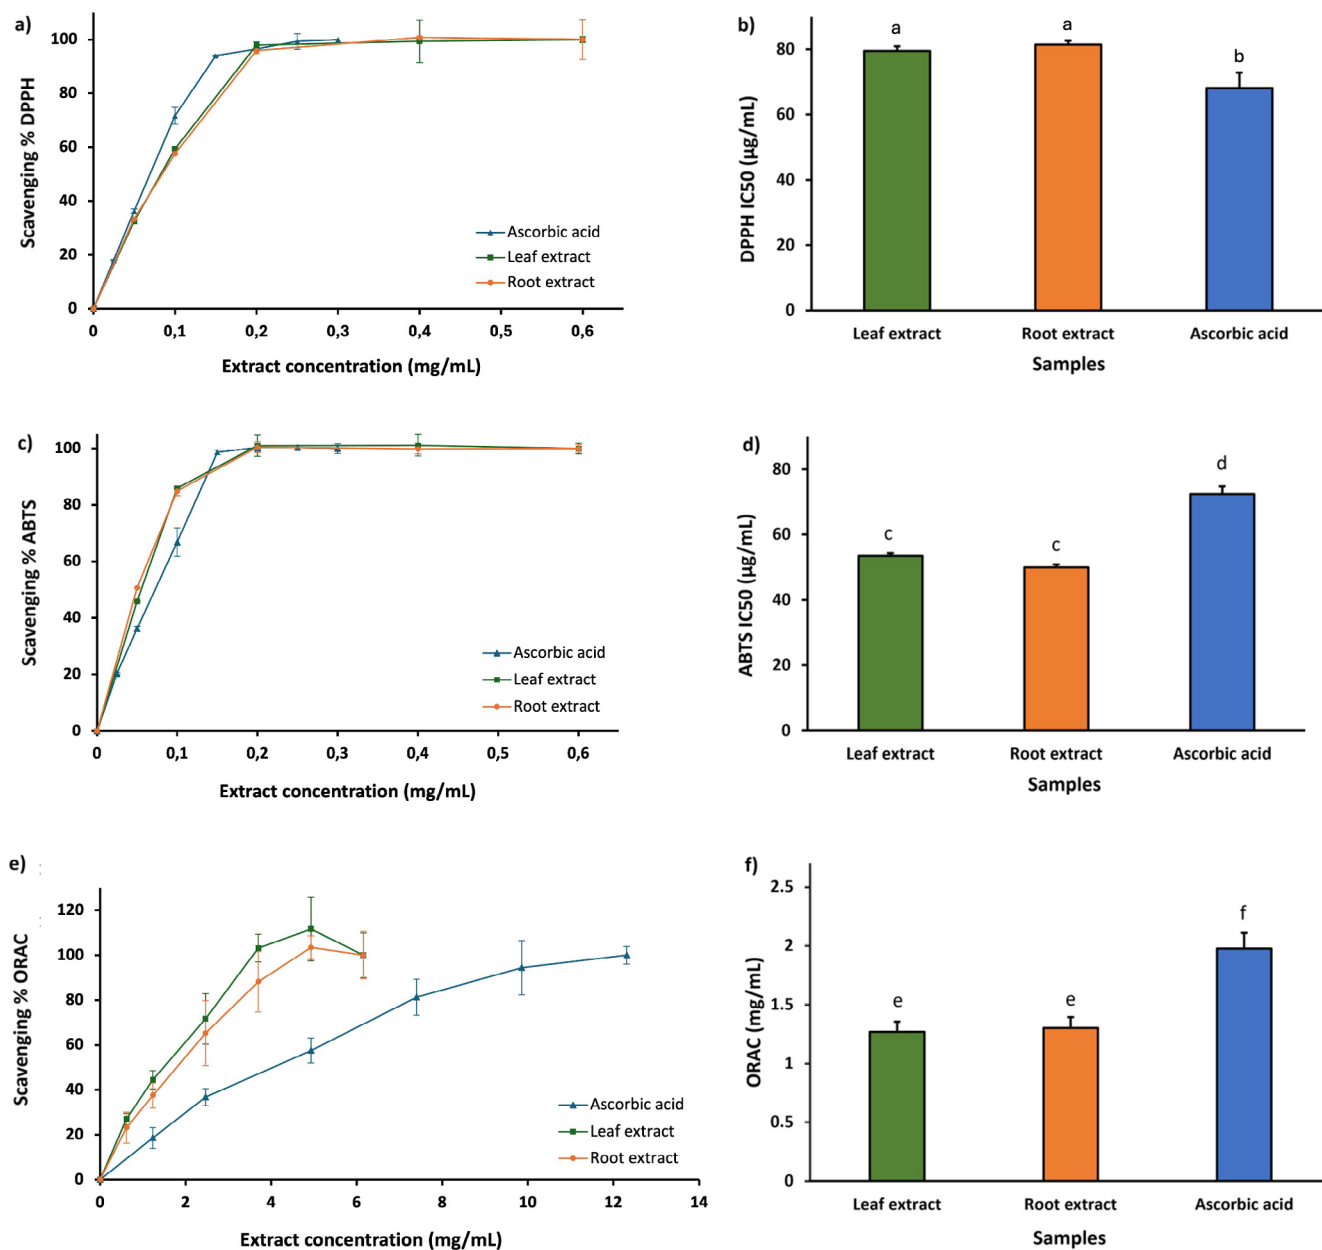 a)
Scavenging % DPPH
100
80
60
40
20
0
0
0,1
0,2
0,3
0,4
0,5
0,6
Extract concentration (mg/mL)
Ascorbic acid
Leaf extract
Root extract
b)
DPPH IC50 (µg/mL)
80
60
40
20
0
a
a
b
Leaf extract
Root extract
Ascorbic acid
Samples
c)
Scavenging % ABTS
100
80
60
40
20
0
0
0,1
0,2
0,3
0,4
0,5
0,6
Extract concentration (mg/mL)
Ascorbic acid
Leaf extract
Root extract
d)
ABTS IC50 (µg/mL)
80
60
40
20
0
c
c
d
Leaf extract
Root extract
Ascorbic acid
Samples
e)
Scavenging % ORAC
120
100
80
60
40
20
0
0
2
4
6
8
10
12
14
Extract concentration (mg/mL)
Ascorbic acid
Leaf extract
Root extract
f)
ORAC (mg/mL)
2.5
2
1.5
1
0.5
0
e
e
f
Leaf extract
Root extract
Ascorbic acid
Samples